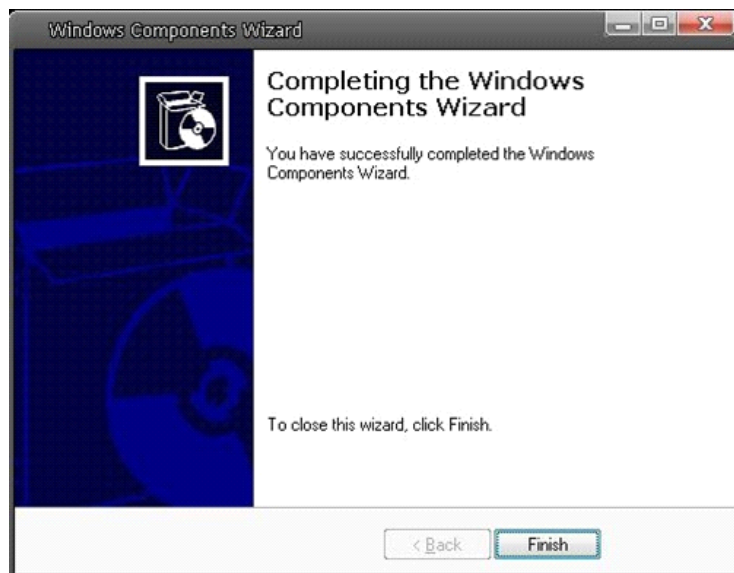 Windows Components Wizard
Completing the Windows
Components Wizard
You have successfully completed the Windows
Components Wizard.
To close this wizard, click Finish.
< Back
Finish